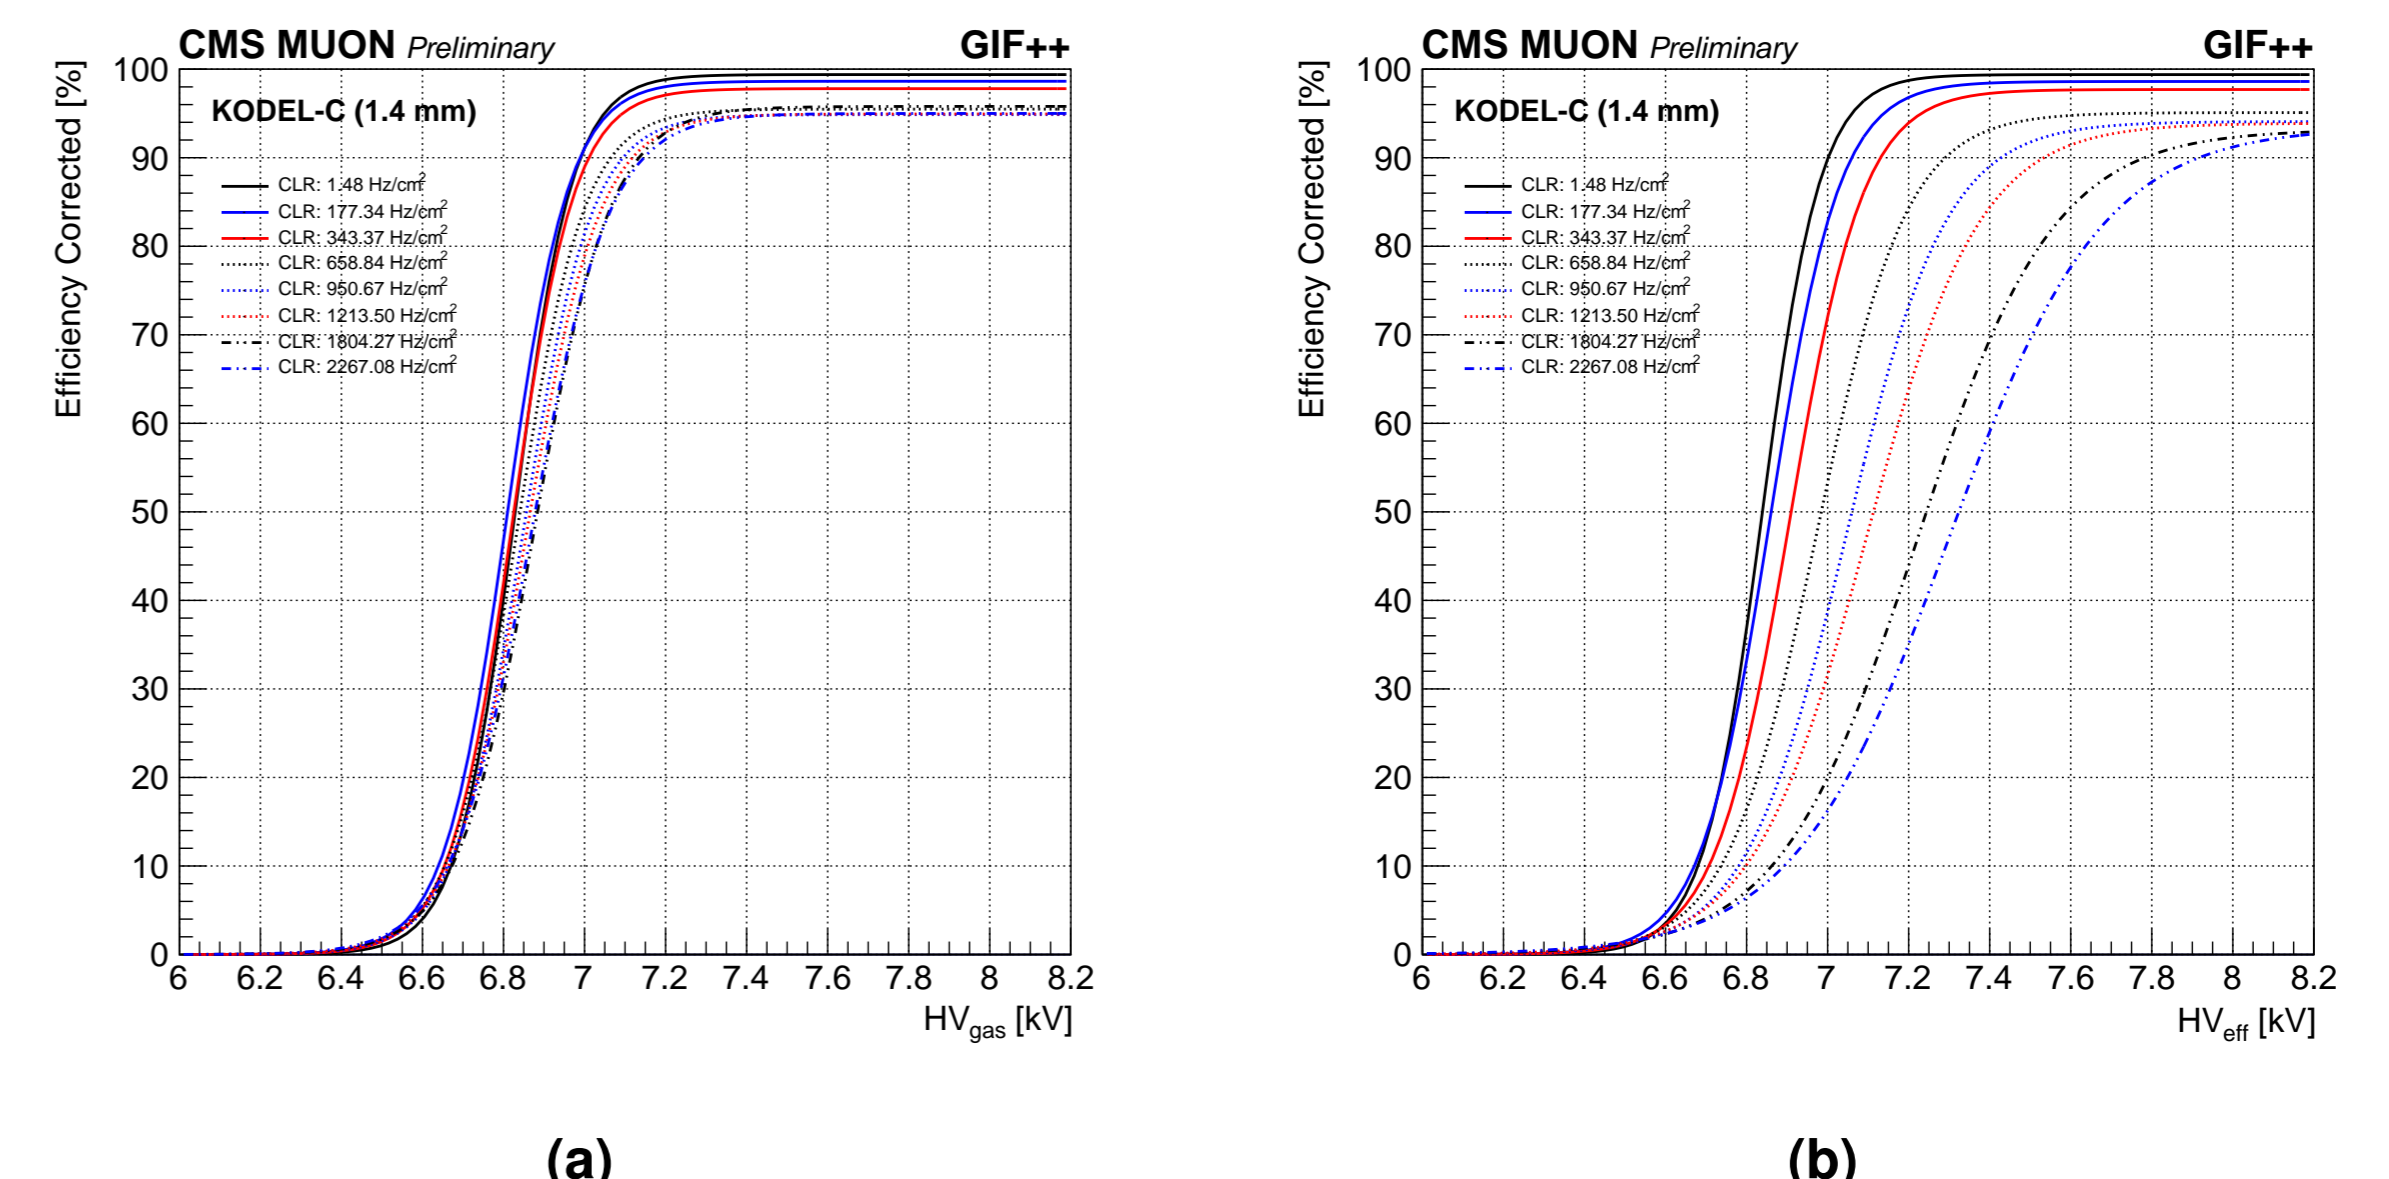 CMS MUON Preliminary GIF++
Efficiency Corrected [%]
100
90
80
70
60
50
40
30
20
10
0
KODEL-C (1.4 mm)
CLR: 1.48 Hz/cm²
CLR: 177.34 Hz/cm²
CLR: 343.37 Hz/cm²
CLR: 658.84 Hz/cm²
CLR: 950.67 Hz/cm²
CLR: 1213.50 Hz/cm²
CLR: 1804.27 Hz/cm²
CLR: 2267.08 Hz/cm²
6 6.2 6.4 6.6 6.8 7 7.2 7.4 7.6 7.8 8 8.2
HVgas [kV]
(a)
CMS MUON Preliminary GIF++
Efficiency Corrected [%]
100
90
80
70
60
50
40
30
20
10
0
KODEL-C (1.4 mm)
CLR: 1.48 Hz/cm²
CLR: 177.34 Hz/cm²
CLR: 343.37 Hz/cm²
CLR: 658.84 Hz/cm²
CLR: 950.67 Hz/cm²
CLR: 1213.50 Hz/cm²
CLR: 1804.27 Hz/cm²
CLR: 2267.08 Hz/cm²
6 6.2 6.4 6.6 6.8 7 7.2 7.4 7.6 7.8 8 8.2
HVeff [kV]
(b)